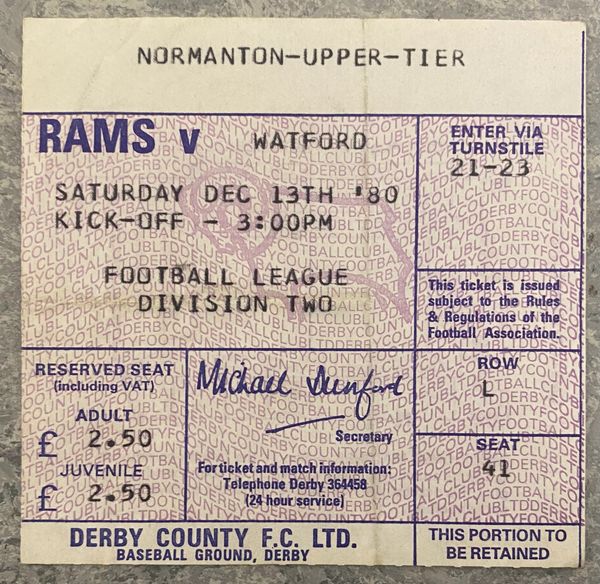 NORMANTON-UPPER-TIER
RAMS v WATFORD
SATURDAY DEC 13TH '80
KICK-OFF - 3:00PM
FOOTBALL LEAGUE
DIVISION TWO
ENTER VIA
TURNSTILE
21-23
This ticket is issued
subject to the Rules
& Regulations of the
Football Association.
RESERVED SEAT
(including VAT)
ADULT
£ 2.50
JUVENILE
£ 2.50
Michael Dunford
Secretary
For ticket and match information:
Telephone Derby 364458
(24 hour service)
ROW
L
SEAT
41
DERBY COUNTY F.C. LTD.
BASEBALL GROUND, DERBY
THIS PORTION TO
BE RETAINED